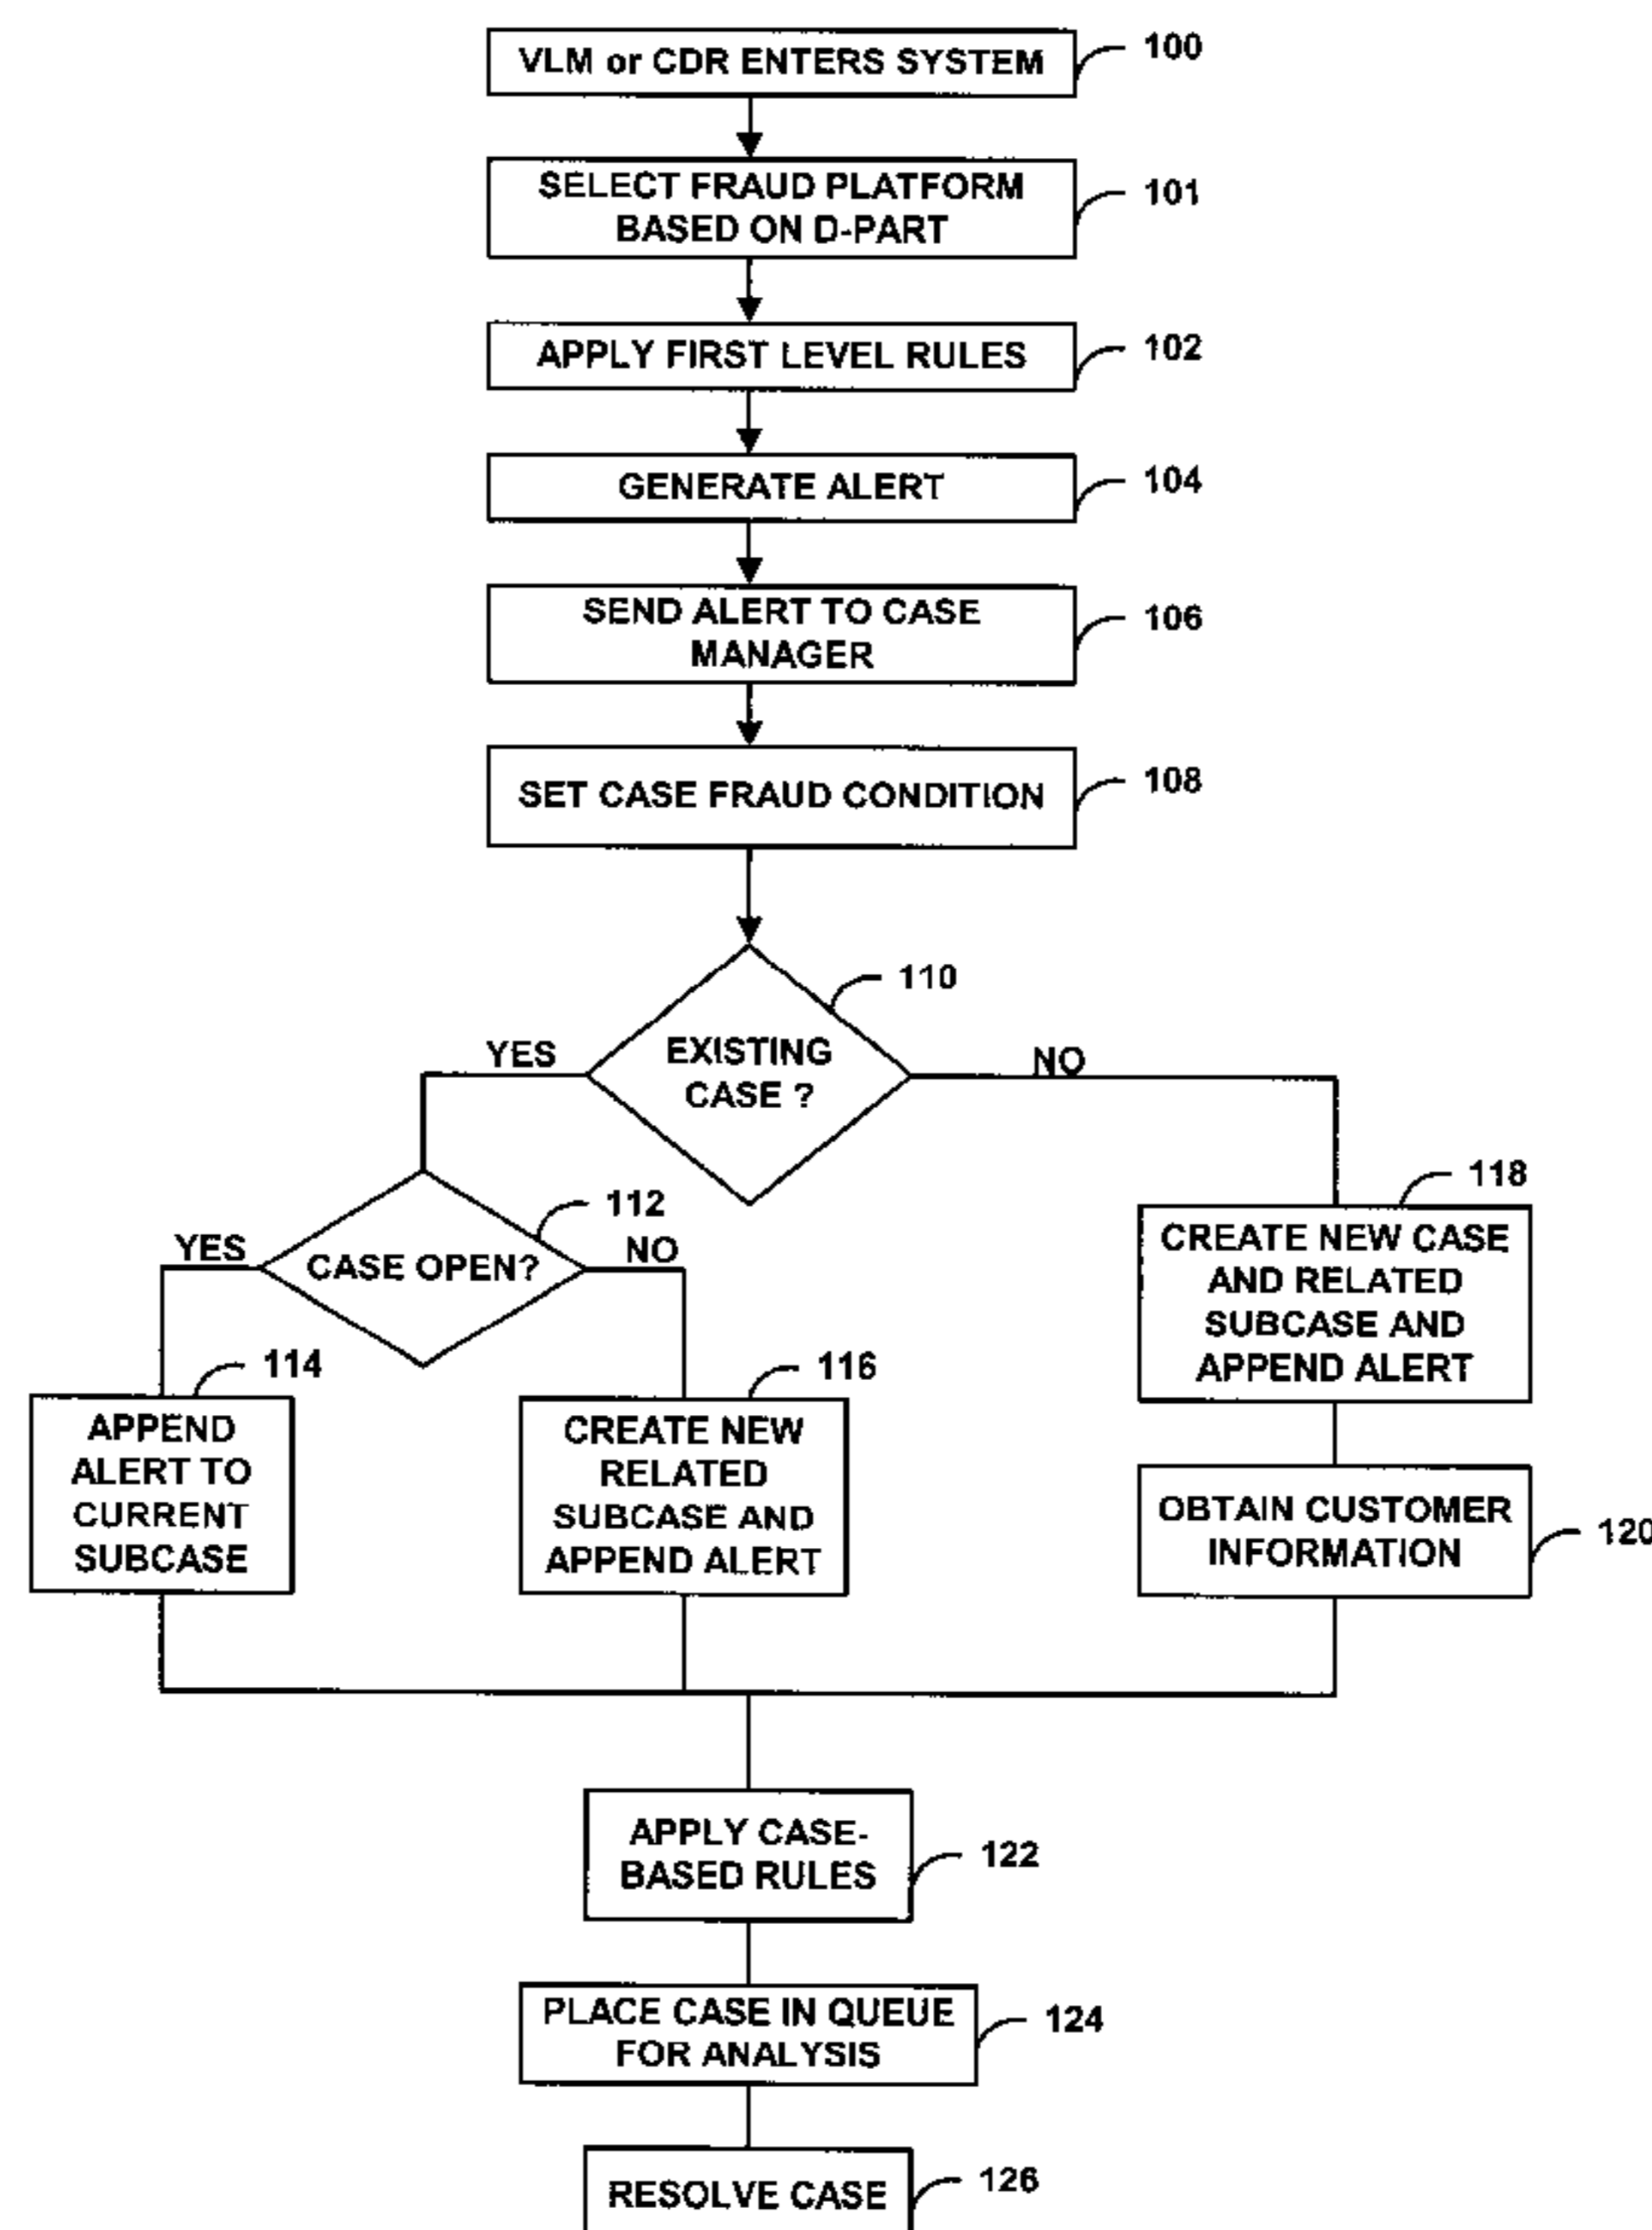 VLM or CDR ENTERS SYSTEM
100
SELECT FRAUD PLATFORM
BASED ON D-PART
101
APPLY FIRST LEVEL RULES
102
GENERATE ALERT
104
SEND ALERT TO CASE
MANAGER
106
SET CASE FRAUD CONDITION
108
110
EXISTING
CASE ?
YES
NO
112
CASE OPEN?
YES
NO
118
CREATE NEW CASE
AND RELATED
SUBCASE AND
APPEND ALERT
114
APPEND
ALERT TO
CURRENT
SUBCASE
116
CREATE NEW
RELATED
SUBCASE AND
APPEND ALERT
OBTAIN CUSTOMER
INFORMATION
120
APPLY CASE-
BASED RULES
122
PLACE CASE IN QUEUE
FOR ANALYSIS
124
RESOLVE CASE
126